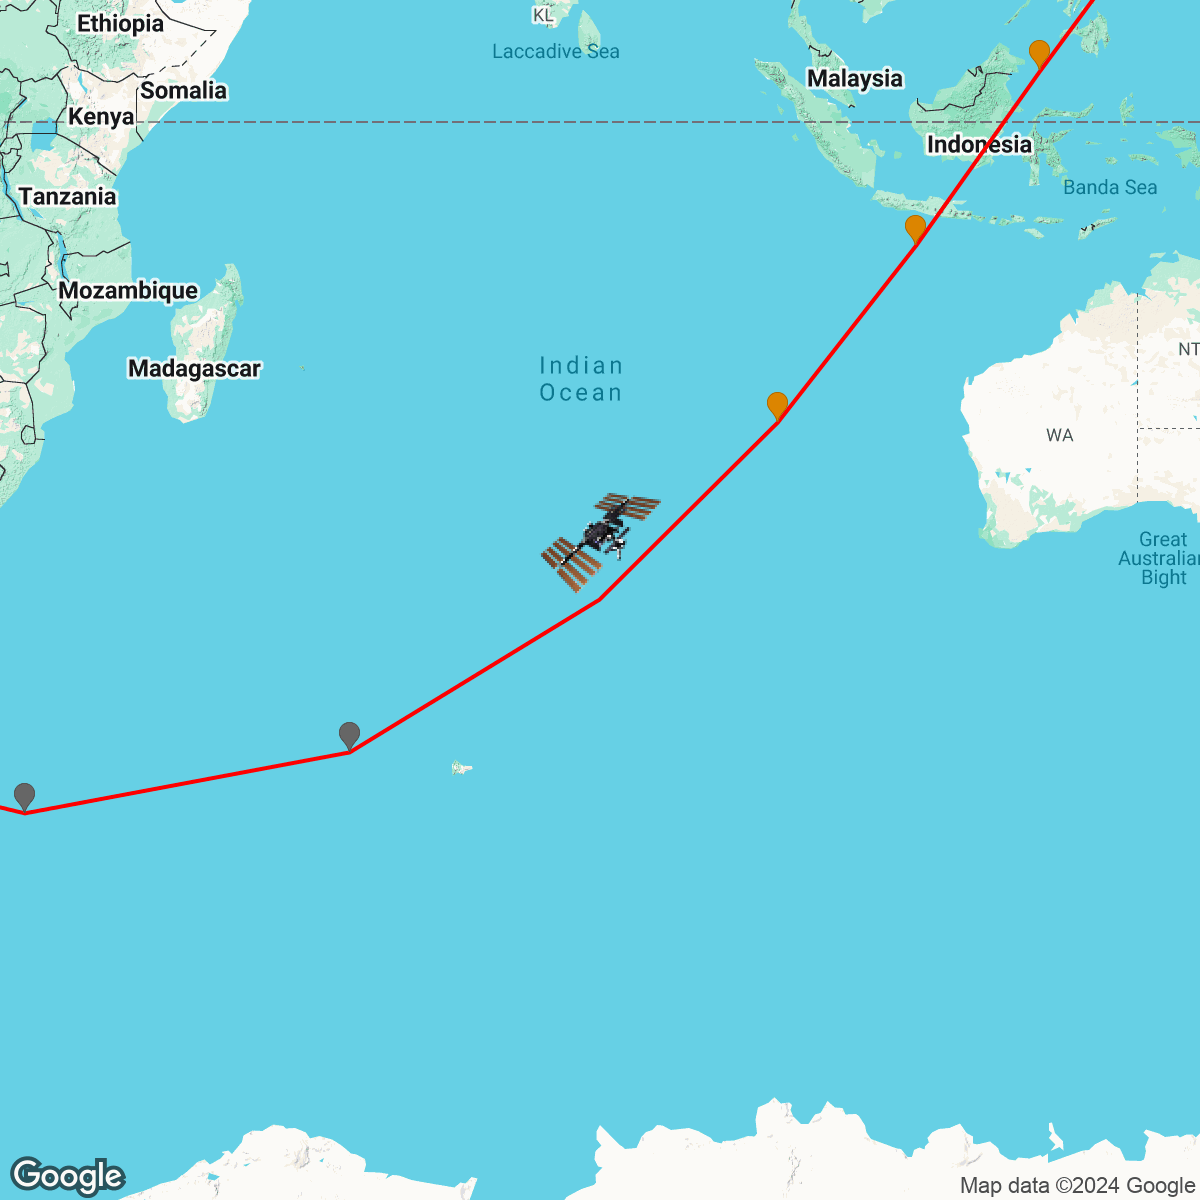 Ethiopia
KL
Laccadive Sea
Somalia
Malaysia
Kenya
Indonesia
Tanzania
Banda Sea
Mozambique
Madagascar
Indian
Ocean
NT
WA
Great
Australian
Bight
Google
Map data ©2024 Google